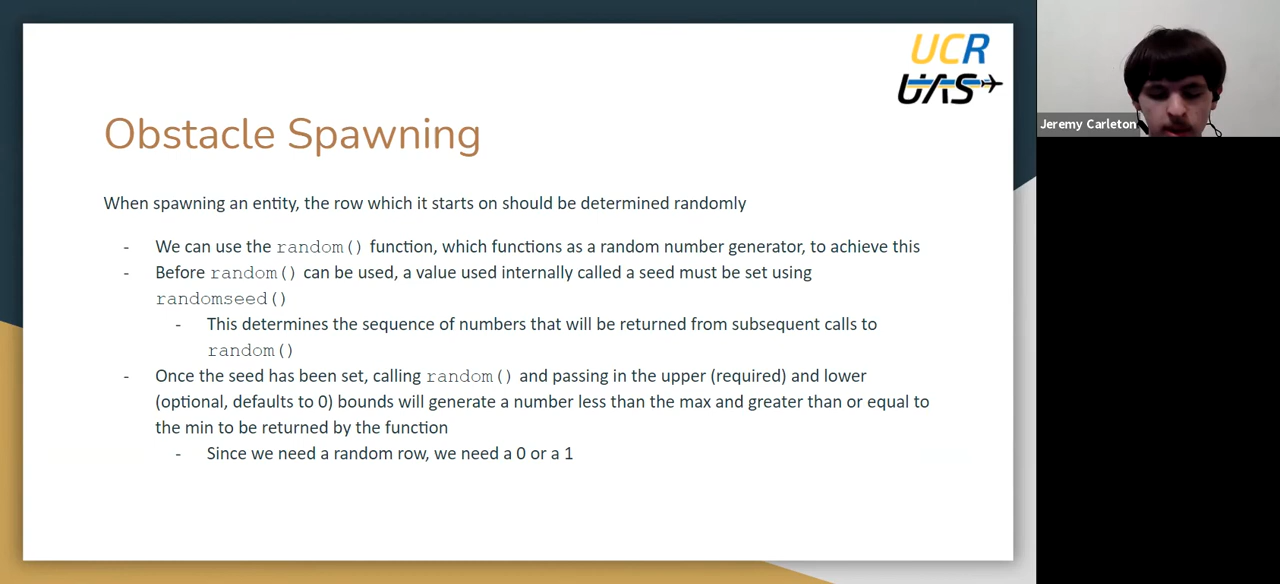 UCR
UAS
Jeremy Carleton
Obstacle Spawning
When spawning an entity, the row which it starts on should be determined randomly
- We can use the random() function, which functions as a random number generator, to achieve this
- Before random() can be used, a value used internally called a seed must be set using
randomseed()
- This determines the sequence of numbers that will be returned from subsequent calls to
random()
- Once the seed has been set, calling random() and passing in the upper (required) and lower
(optional, defaults to 0) bounds will generate a number less than the max and greater than or equal to
the min to be returned by the function
- Since we need a random row, we need a 0 or a 1